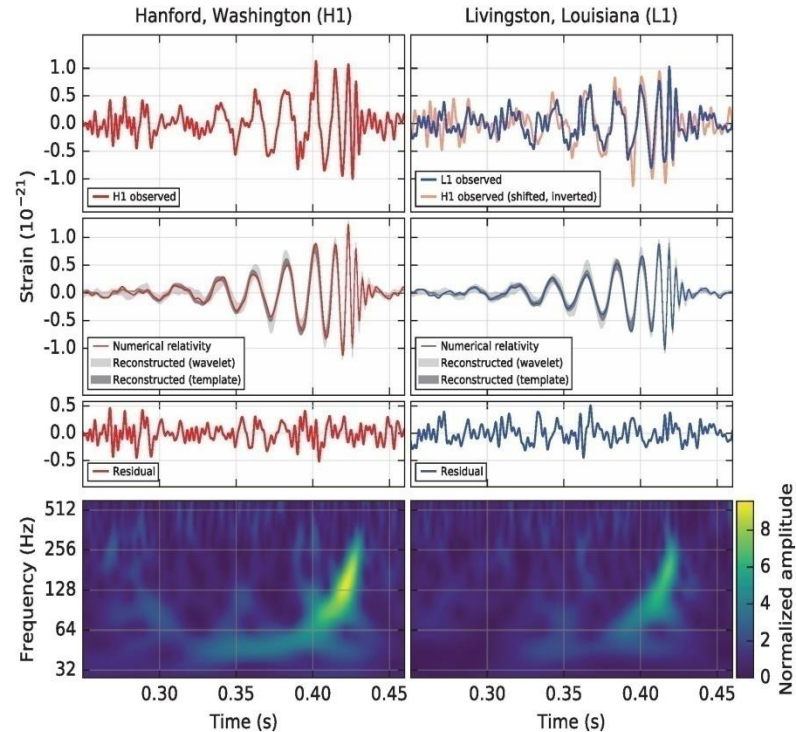 Hanford, Washington (H1)
Livingston, Louisiana (L1)
Strain (10⁻²¹)
1.0
0.5
0.0
-0.5
-1.0
H1 observed
L1 observed
H1 observed (shifted, inverted)
1.0
0.5
0.0
-0.5
-1.0
Numerical relativity
Reconstructed (wavelet)
Reconstructed (template)
Numerical relativity
Reconstructed (wavelet)
Reconstructed (template)
0.5
0.0
-0.5
Residual
Residual
Frequency (Hz)
512
256
128
64
32
0.30
0.35
0.40
0.45
Time (s)
0.30
0.35
0.40
0.45
Time (s)
8
6
4
2
0
Normalized amplitude